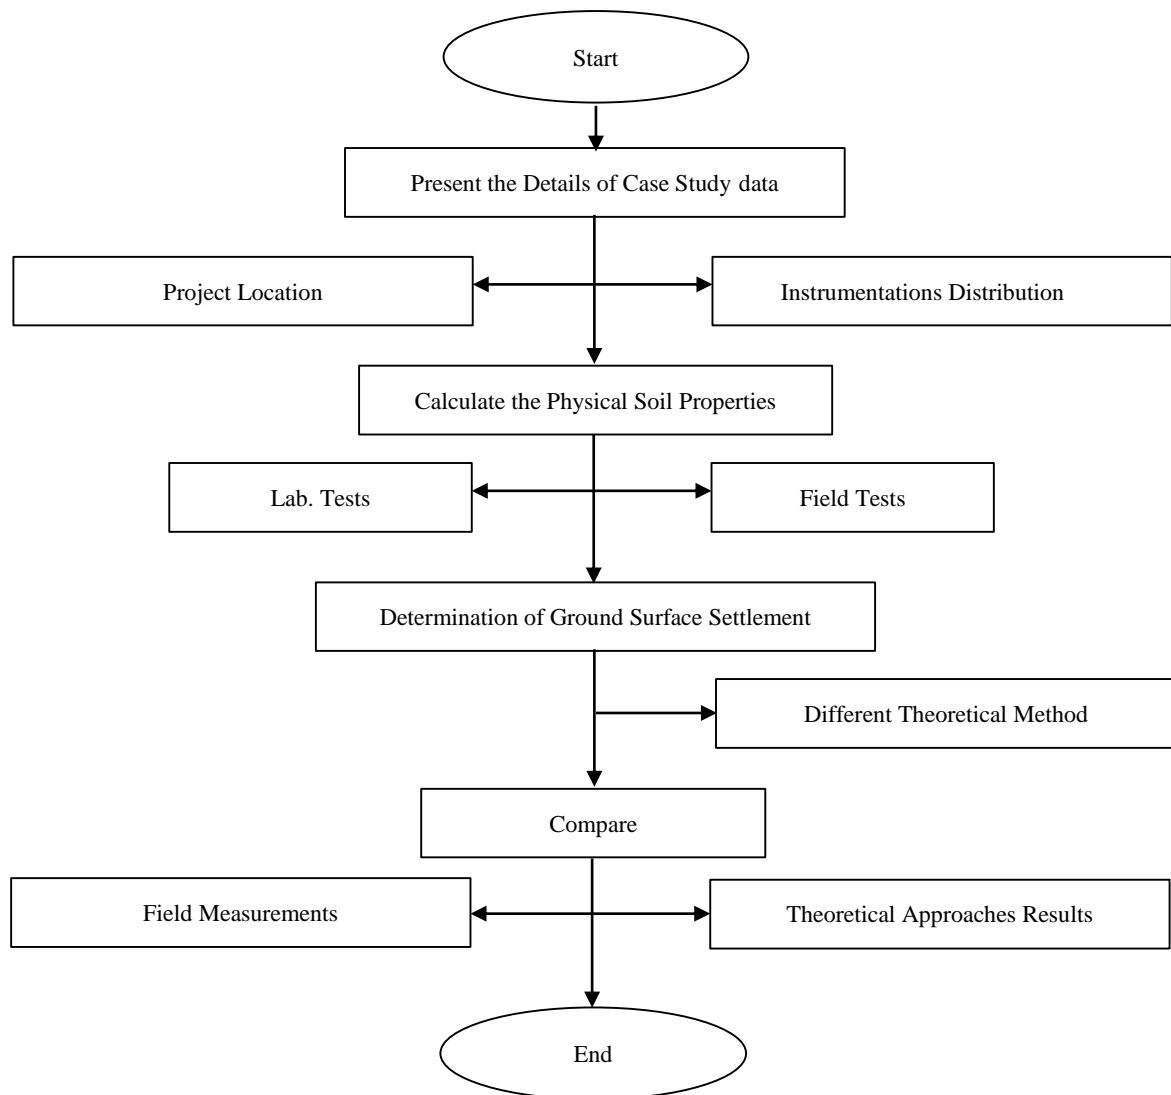 Start
Present the Details of Case Study data
Project Location
Instrumentations Distribution
Calculate the Physical Soil Properties
Lab. Tests
Field Tests
Determination of Ground Surface Settlement
Different Theoretical Method
Compare
Field Measurements
Theoretical Approaches Results
End